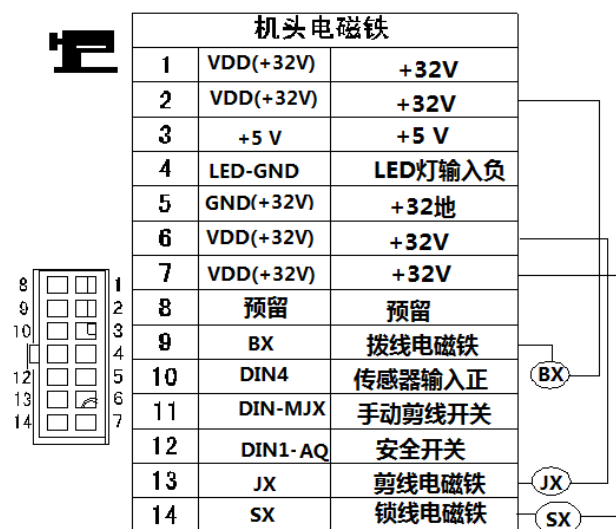 机头电磁铁
1 VDD(+32V) +32V
2 VDD(+32V) +32V
3 +5 V +5 V
4 LED-GND LED灯输入负
5 GND(+32V) +32地
6 VDD(+32V) +32V
7 VDD(+32V) +32V
8 预留 预留
9 BX 拨线电磁铁
10 DIN4 传感器输入正
11 DIN-MJX 手动剪线开关
12 DIN1-AQ 安全开关
13 JX 剪线电磁铁
14 SX 锁线电磁铁
BX
JX
SX
8 1
9 2
10 3
4
12 5
13 6
14 7